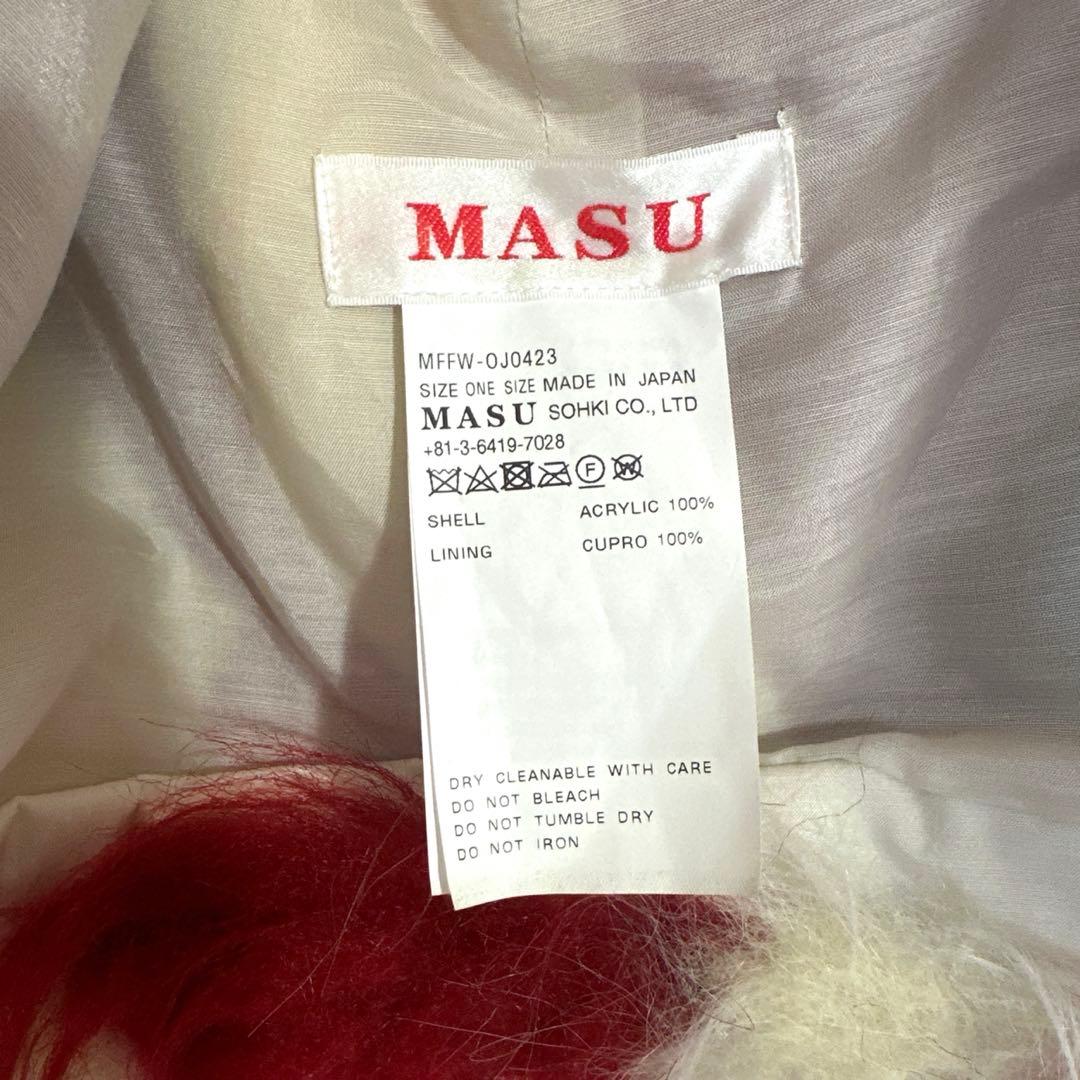 MASU
MFFW-OJ0423
SIZE ONE SIZE MADE IN JAPAN
MASU SOHKI CO., LTD
+81-3-6419-7028
F W
SHELL ACRYLIC 100%
LINING CUPRO 100%
DRY CLEANABLE WITH CARE
DO NOT BLEACH
DO NOT TUMBLE DRY
DO NOT IRON